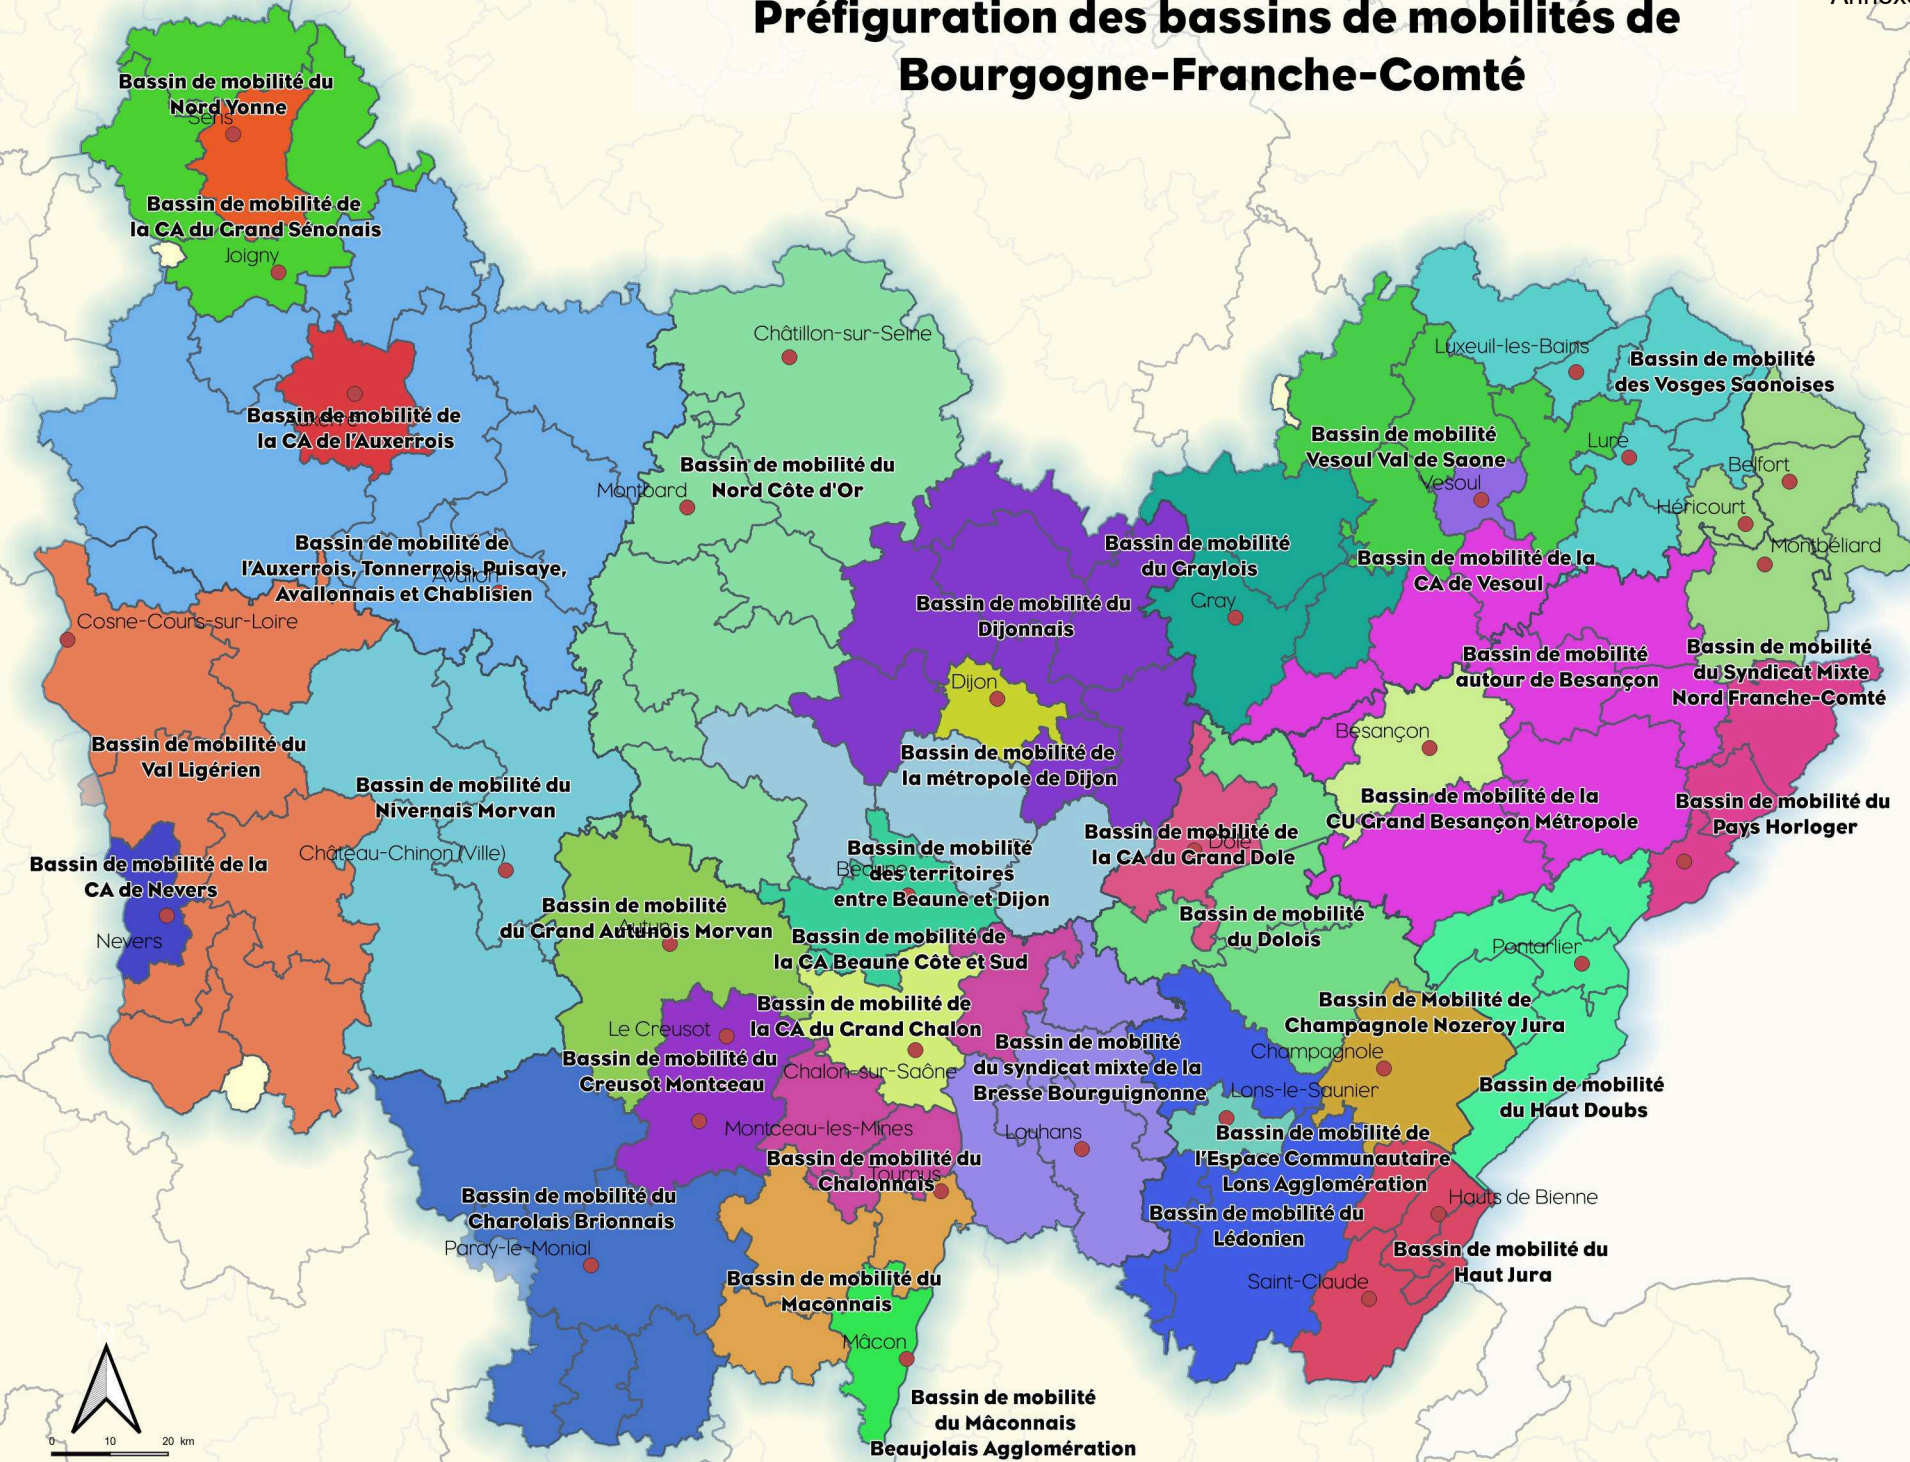 Annexe
Préfiguration des bassins de mobilités de
Bourgogne-Franche-Comté
Bassin de mobilité du
Nord Yonne
Sens
Bassin de mobilité de
la CA du Grand Sénonais
Joigny
Châtillon-sur-Seine
Luxeuil-les-Bains
Bassin de mobilité
des Vosges Saonoises
Auxerre
Bassin de mobilité de
la CA de l'Auxerrois
Bassin de mobilité
Vesoul Val de Saone
Lure
Bassin de mobilité du
Nord Côte d'Or
Montbard
Belfort
Vesoul
Héricourt
Bassin de mobilité de
l'Auxerrois, Tonnerrois, Puisaye,
Avallonnais et Chablisien
Avallon
Bassin de mobilité
du Graylois
Bassin de mobilité de la
CA de Vesoul
Montbéliard
Cosne-Cours-sur-Loire
Bassin de mobilité du
Dijonnais
Gray
Bassin de mobilité
autour de Besançon
Bassin de mobilité
du Syndicat Mixte
Nord Franche-Comté
Dijon
Besançon
Bassin de mobilité du
Val Ligérien
Bassin de mobilité de
la métropole de Dijon
Bassin de mobilité du
Nivernais Morvan
Bassin de mobilité de la
CU Grand Besançon Métropole
Bassin de mobilité du
Pays Horloger
Château-Chinon (Ville)
Bassin de mobilité de
la CA du Grand Dole
Dole
Bassin de mobilité
des territoires
entre Beaune et Dijon
Beaune
Bassin de mobilité de la
CA de Nevers
Nevers
Bassin de mobilité
du Grand Autunois Morvan
Autun
Bassin de mobilité
du Dolois
Bassin de mobilité de
la CA Beaune Côte et Sud
Pontarlier
Bassin de mobilité de
la CA du Grand Chalon
Bassin de Mobilité de
Champagnole Nozeroy Jura
Le Creusot
Bassin de mobilité du
Creusot Montceau
Chalon-sur-Saône
Bassin de mobilité
du syndicat mixte de la
Bresse Bourguignonne
Champagnole
Lons-le-Saunier
Bassin de mobilité
du Haut Doubs
Montceau-les-Mines
Louhans
Bassin de mobilité de
l'Espace Communautaire
Lons Agglomération
Bassin de mobilité du
Chalonnais
Tournus
Hauts de Bienne
Bassin de mobilité du
Charolais Brionnais
Bassin de mobilité du
Lédonien
Paray-le-Monial
Bassin de mobilité du
Haut Jura
Saint-Claude
Bassin de mobilité du
Maconnais
Mâcon
Bassin de mobilité
du Mâconnais
Beaujolais Agglomération
0 10 20 km